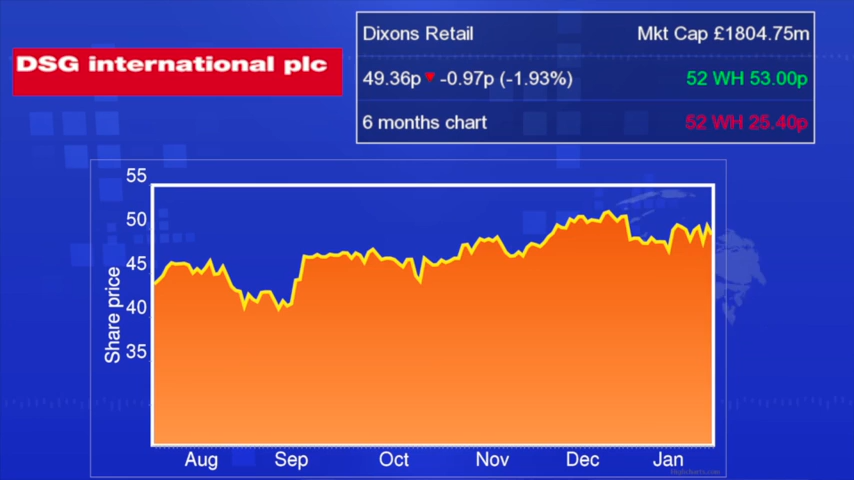 DSG international plc
Dixons Retail
Mkt Cap £1804.75m
49.36p -0.97p (-1.93%)
52 WH 53.00p
6 months chart
52 WH 25.40p
55
50
45
40
35
Share price
Aug
Sep
Oct
Nov
Dec
Jan